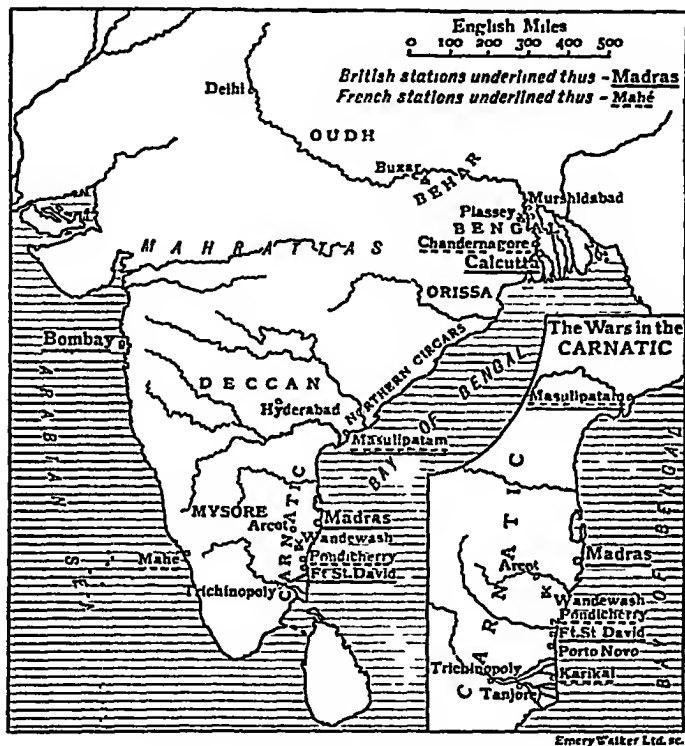 English Miles
0 100 200 300 400 500
British stations underlined thus - Madras
French stations underlined thus - Mahé
Delhi
OUDH
Buxar
BEHAR
Murshidabad
Plassey
BENGAL
Chandernagore
Calcutta
MAHRATTAS
ORISSA
Bombay
NORTHERN CIRCARS
DECCAN
Hyderabad
Masulipatam
BAY OF BENGAL
ARABIAN SEA
MYSORE
CARNATIC
Arcot
Madras
Wandewash
Pondicherry
Ft St. David
Mahé
Trichinopoly
The Wars in the
CARNATIC
Masulipatam
BAY OF BENGAL
CARNATIC
Madras
Arcot
Wandewash
Pondicherry
Ft. St David
Porto Novo
Trichinopoly
Karikal
Tanjore
Emery Walker Ltd. sc.